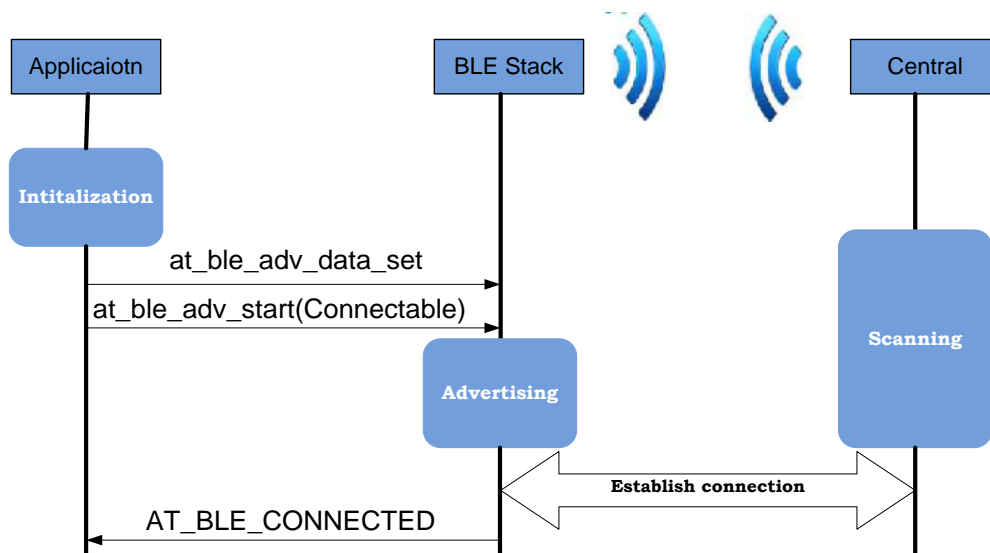 Applicaiotn
BLE Stack
Central
Intitalization
at_ble_adv_data_set
at_ble_adv_start(Connectable)
Scanning
Advertising
Establish connection
AT_BLE_CONNECTED